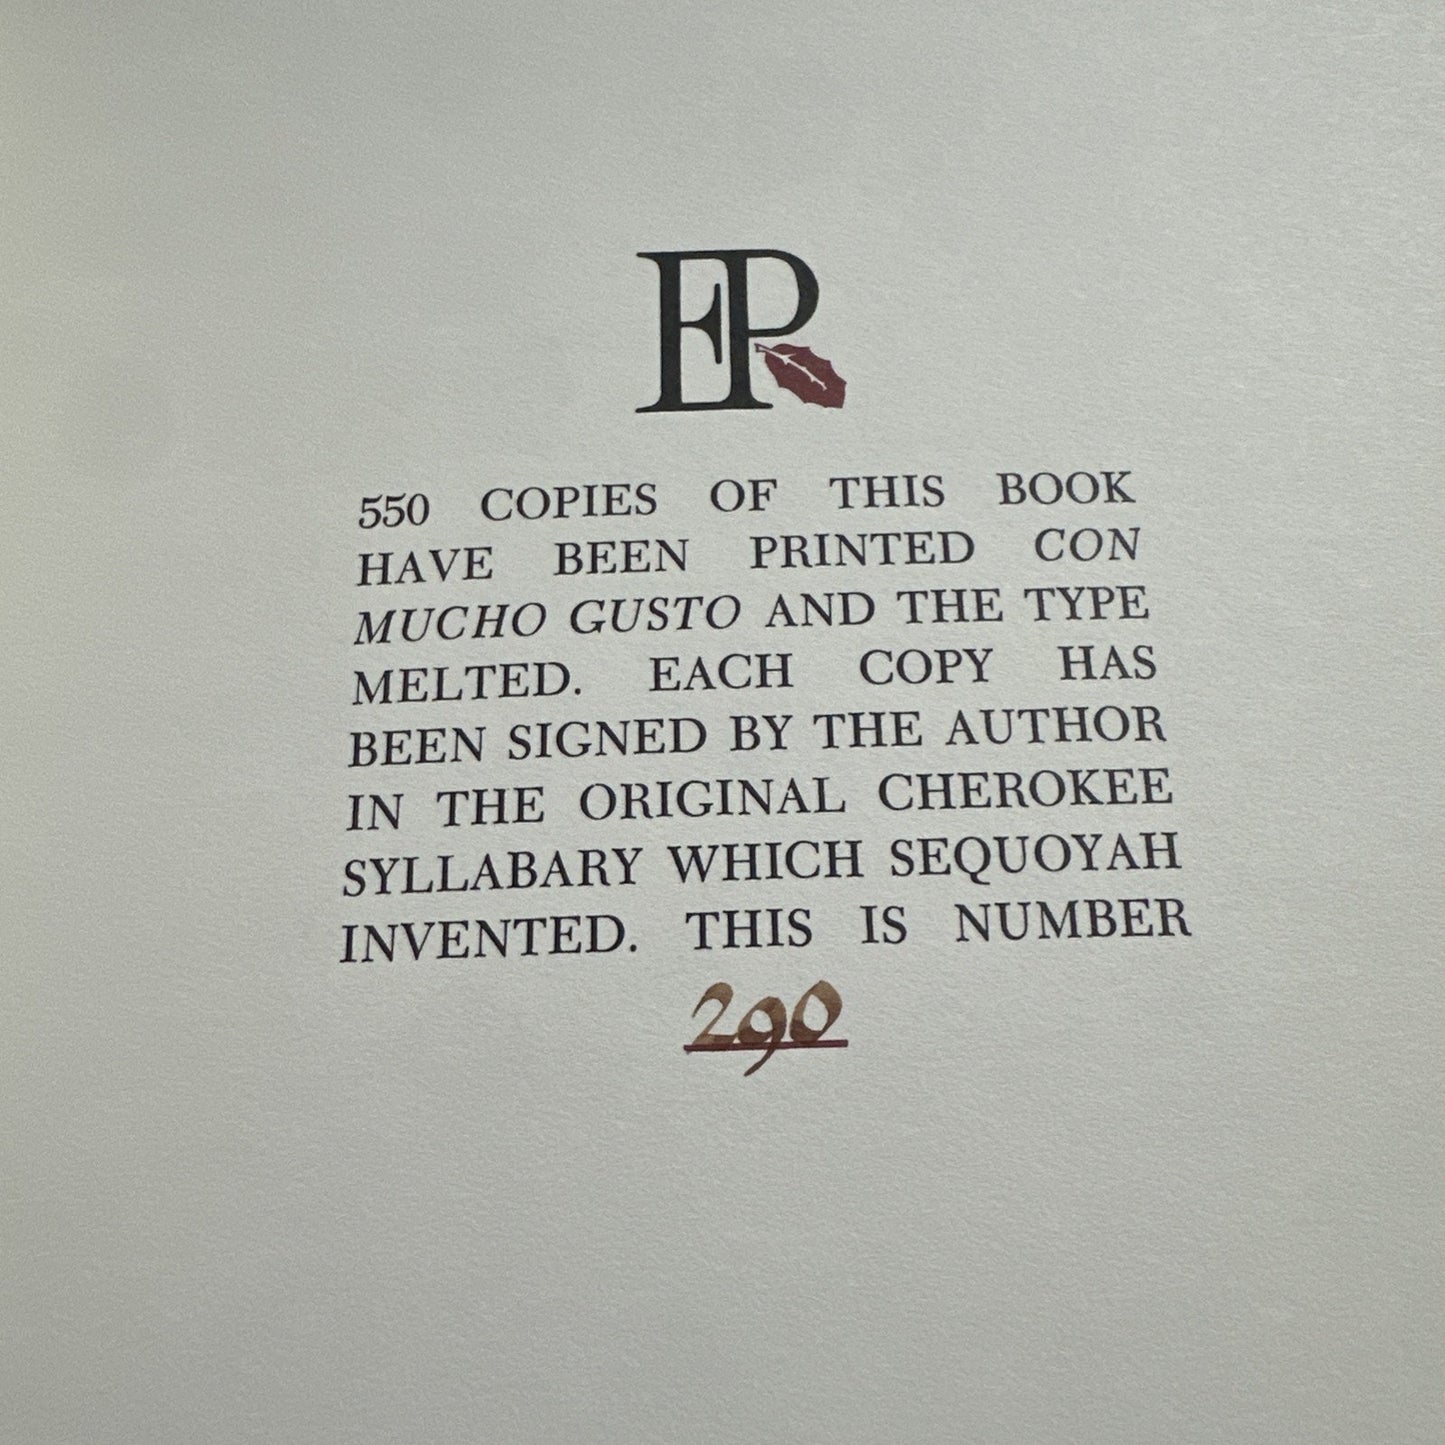 EP
550 COPIES OF THIS BOOK
HAVE BEEN PRINTED CON
MUCHO GUSTO AND THE TYPE
MELTED. EACH COPY HAS
BEEN SIGNED BY THE AUTHOR
IN THE ORIGINAL CHEROKEE
SYLLABARY WHICH SEQUOYAH
INVENTED. THIS IS NUMBER
290